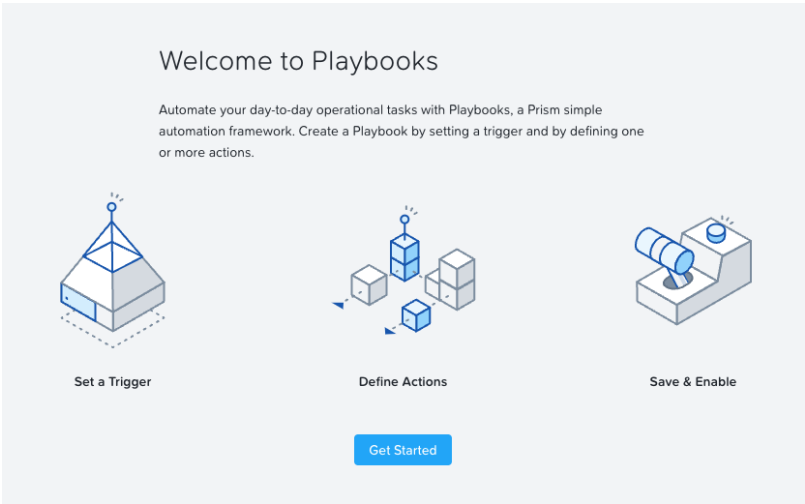 Welcome to Playbooks
Automate your day-to-day operational tasks with Playbooks, a Prism simple
automation framework. Create a Playbook by setting a trigger and by defining one
or more actions.
Set a Trigger
Define Actions
Save & Enable
Get Started